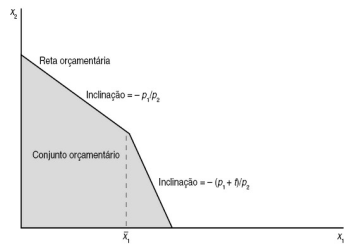 x₂
Reta orçamentária
Inclinação = – p₁/p₂
Conjunto orçamentário
Inclinação = – (p₁ + t)/p₂
x̄₁
x₁